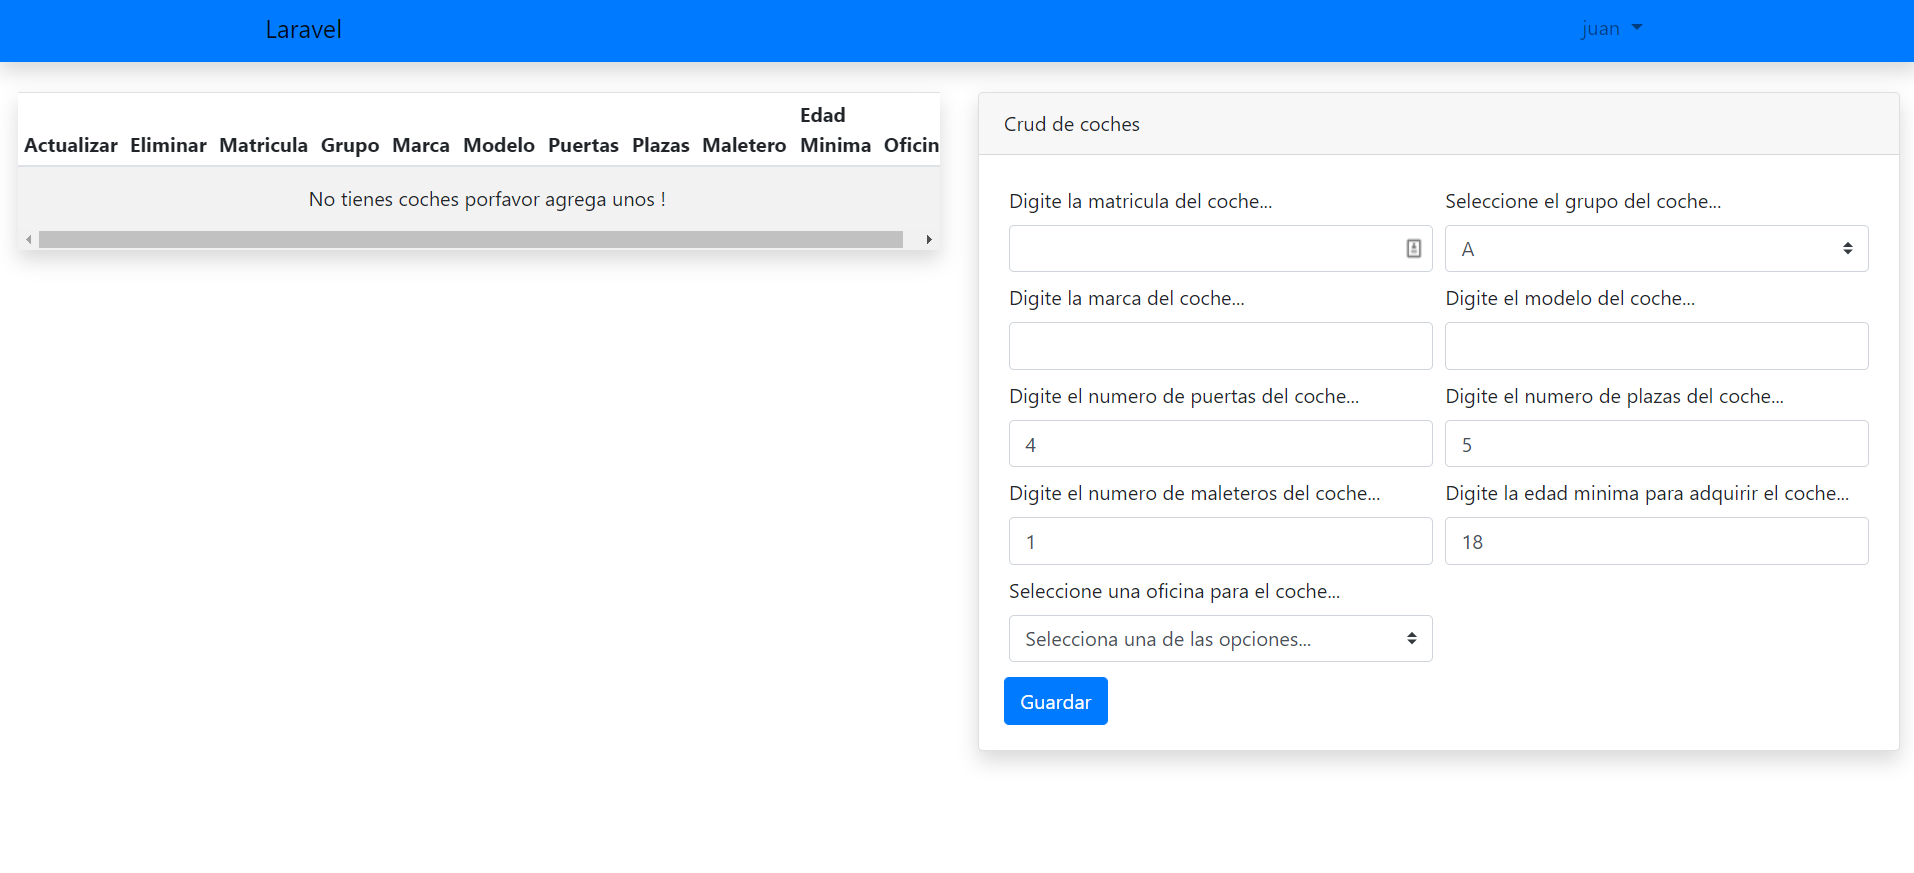 Laravel
juan
Actualizar Eliminar Matricula Grupo Marca Modelo Puertas Plazas Maletero Edad Minima Oficin
No tienes coches porfavor agrega unos !
Crud de coches
Digite la matricula del coche...
Seleccione el grupo del coche...
A
Digite la marca del coche...
Digite el modelo del coche...
Digite el numero de puertas del coche...
Digite el numero de plazas del coche...
4
5
Digite el numero de maleteros del coche...
Digite la edad minima para adquirir el coche...
1
18
Seleccione una oficina para el coche...
Selecciona una de las opciones...
Guardar